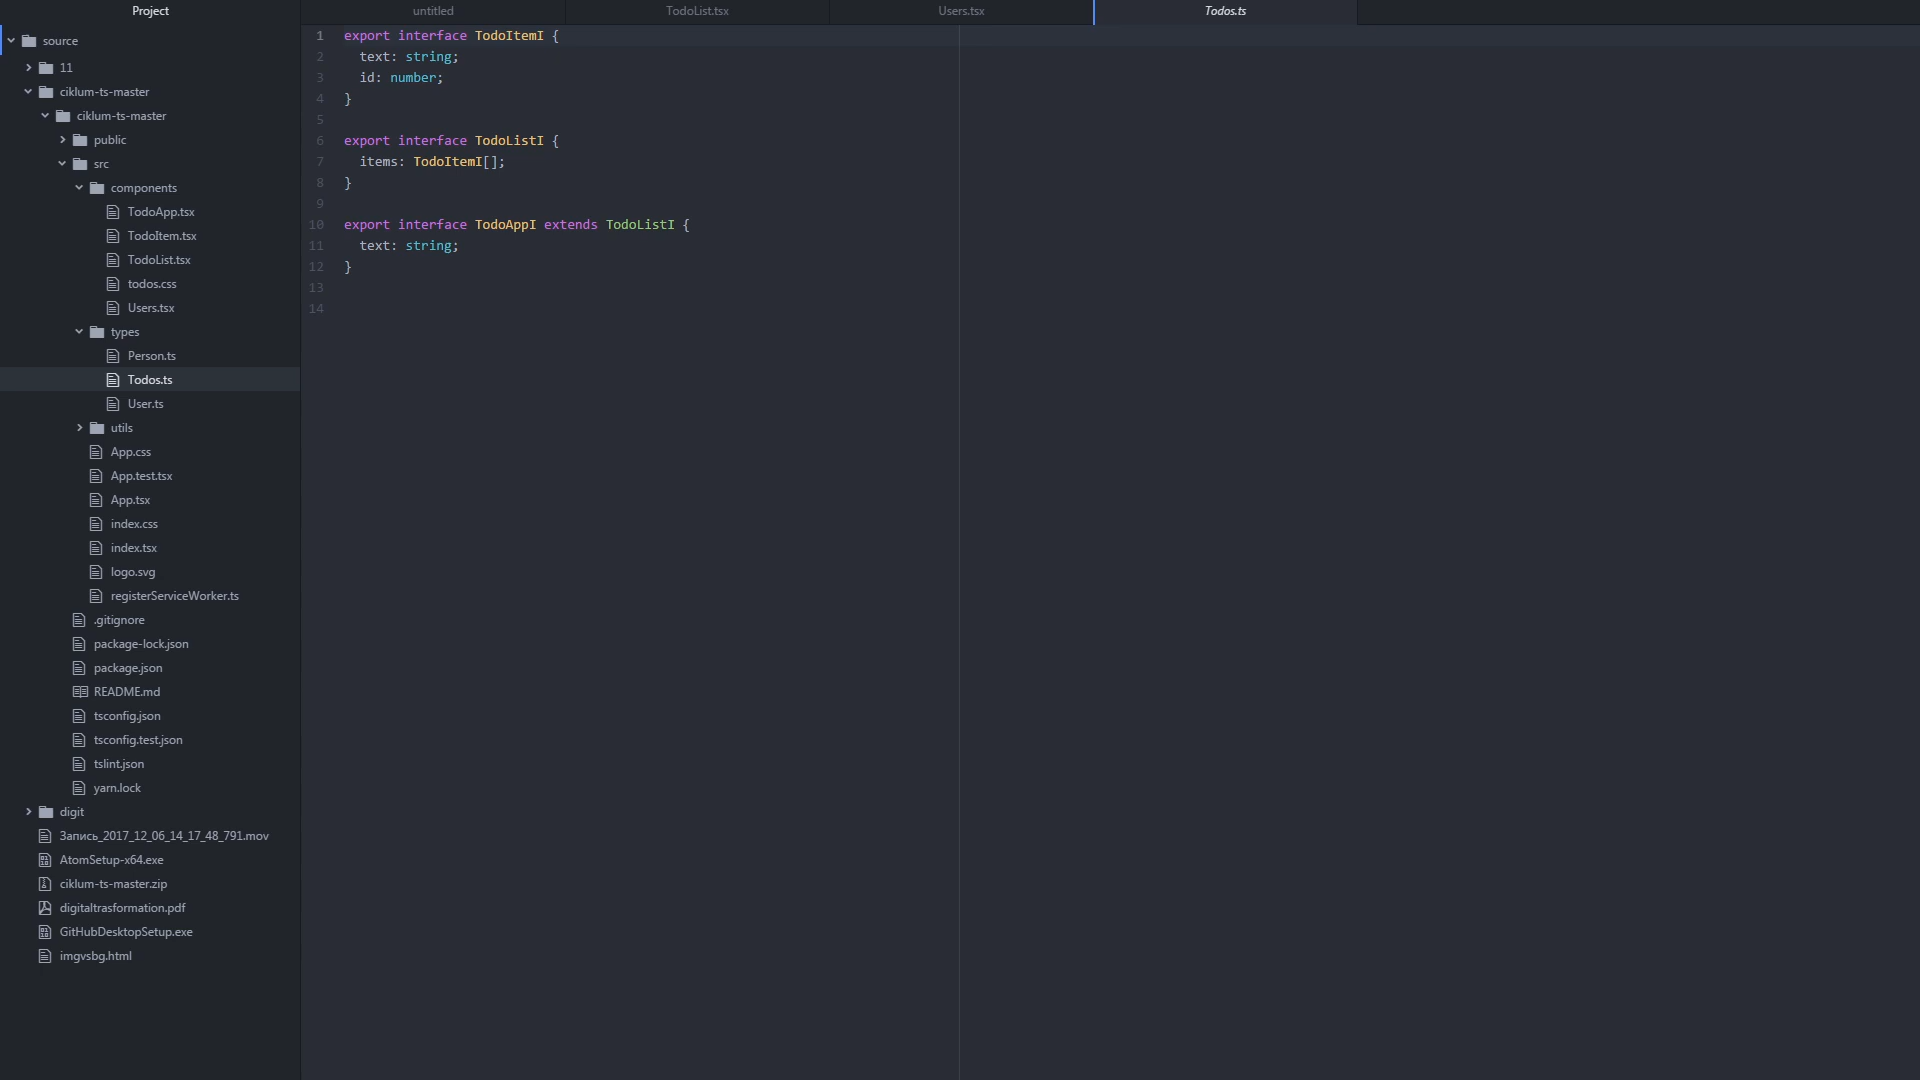 Project
source
11
ciklum-ts-master
ciklum-ts-master
public
src
components
TodoApp.tsx
TodoItem.tsx
TodoList.tsx
todos.css
Users.tsx
types
Person.ts
Todos.ts
User.ts
utils
App.css
App.test.tsx
App.tsx
index.css
index.tsx
logo.svg
registerServiceWorker.ts
.gitignore
package-lock.json
package.json
README.md
tsconfig.json
tsconfig.test.json
tslint.json
yarn.lock
digit
Запись_2017_12_06_14_17_48_791.mov
AtomSetup-x64.exe
ciklum-ts-master.zip
digitaltrasformation.pdf
GitHubDesktopSetup.exe
imgvsbg.html
untitled TodoList.tsx Users.tsx Todos.ts
1 export interface TodoItemI {
2   text: string;
3   id: number;
4 }
5
6 export interface TodoListI {
7   items: TodoItemI[];
8 }
9
10 export interface TodoAppI extends TodoListI {
11   text: string;
12 }
13
14